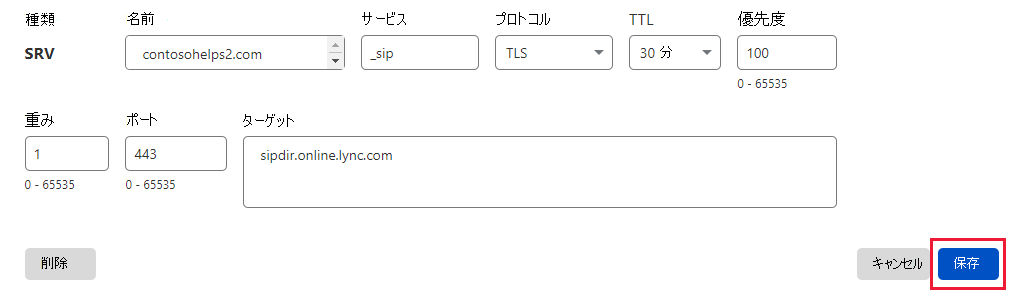 種類 名前 サービス プロトコル TTL 優先度
SRV contosohelps2.com _sip TLS 30 分 100
0 - 65535
重み ポート ターゲット
1 443 sipdir.online.lync.com
0 - 65535 0 - 65535
削除 キャンセル 保存